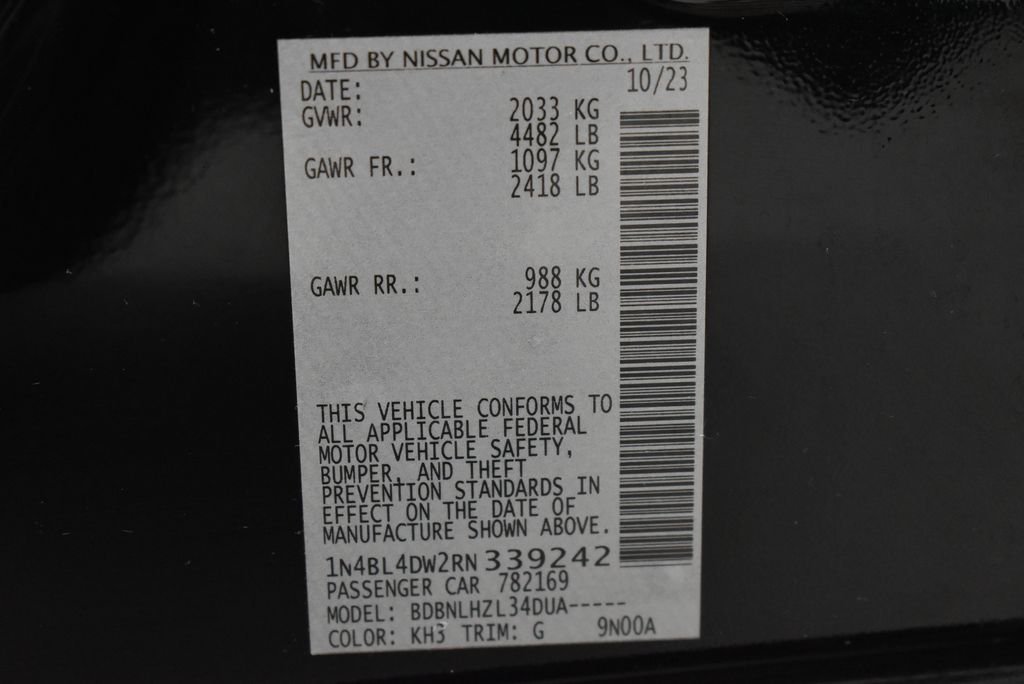 MFD BY NISSAN MOTOR CO., LTD.
DATE: 10/23
GVWR: 2033 KG
4482 LB
GAWR FR.: 1097 KG
2418 LB
GAWR RR.: 988 KG
2178 LB
THIS VEHICLE CONFORMS TO
ALL APPLICABLE FEDERAL
MOTOR VEHICLE SAFETY,
BUMPER, AND THEFT
PREVENTION STANDARDS IN
EFFECT ON THE DATE OF
MANUFACTURE SHOWN ABOVE.
1N4BL4DW2RN 339242
PASSENGER CAR 782169
MODEL: BDBNLHZL34DUA-----
COLOR: KH3 TRIM: G 9N00A